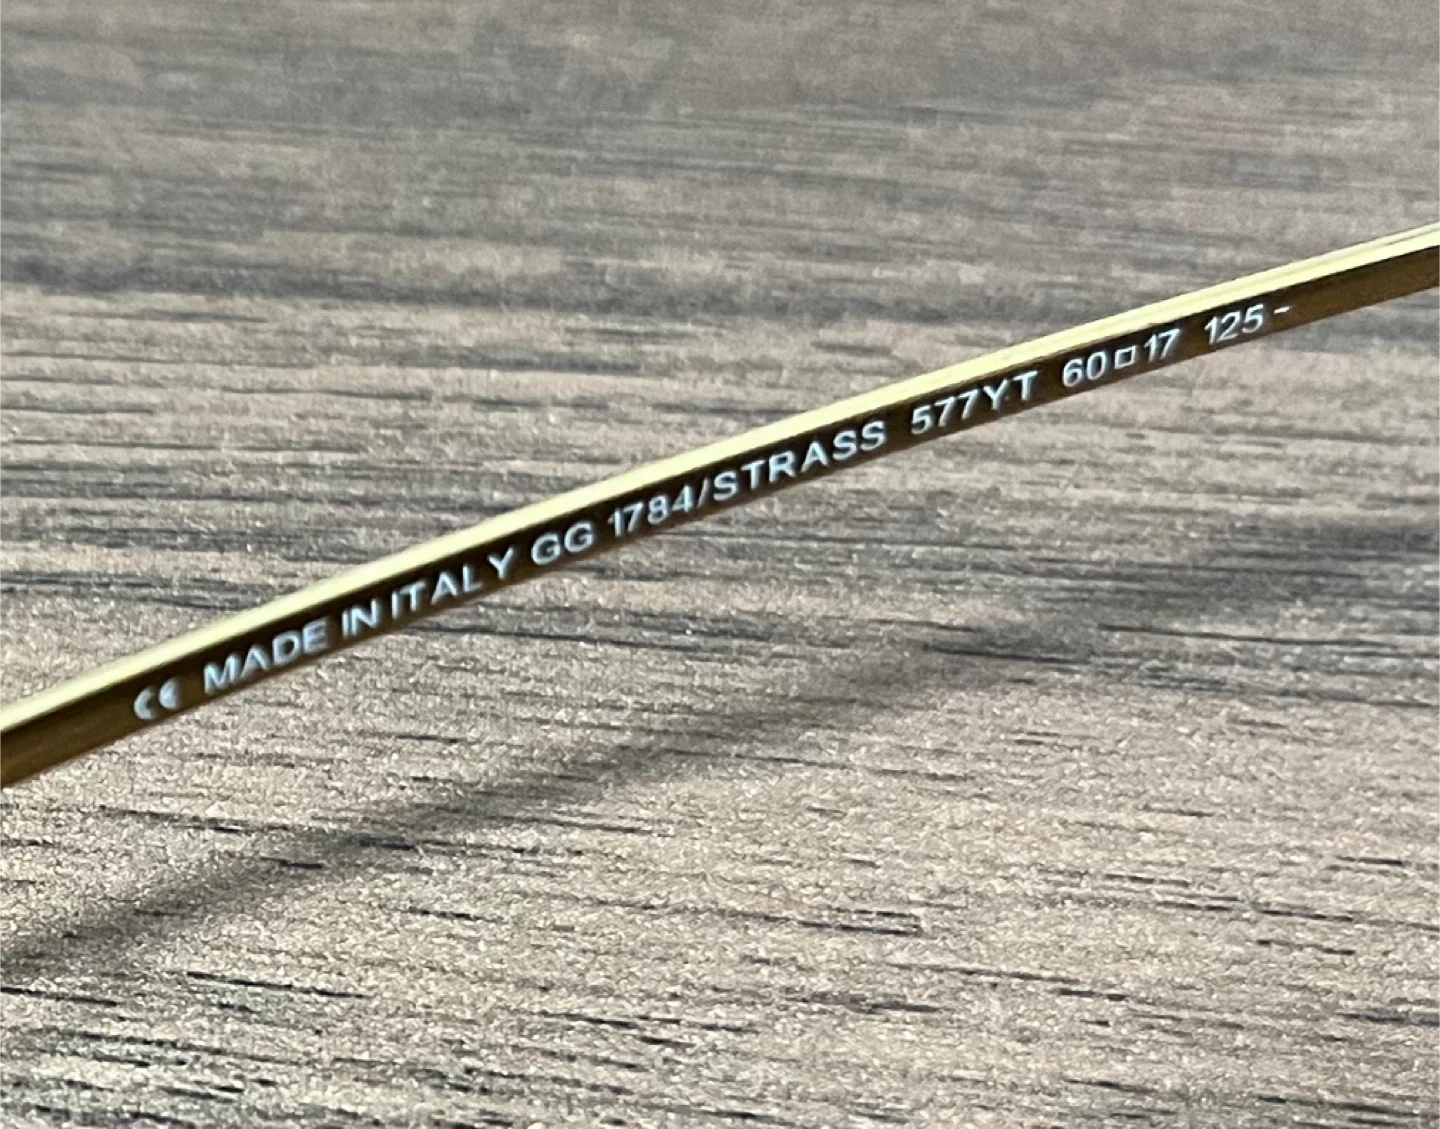 CE MADE IN ITALY GG 1784/STRASS 577YT 60□17 125 -